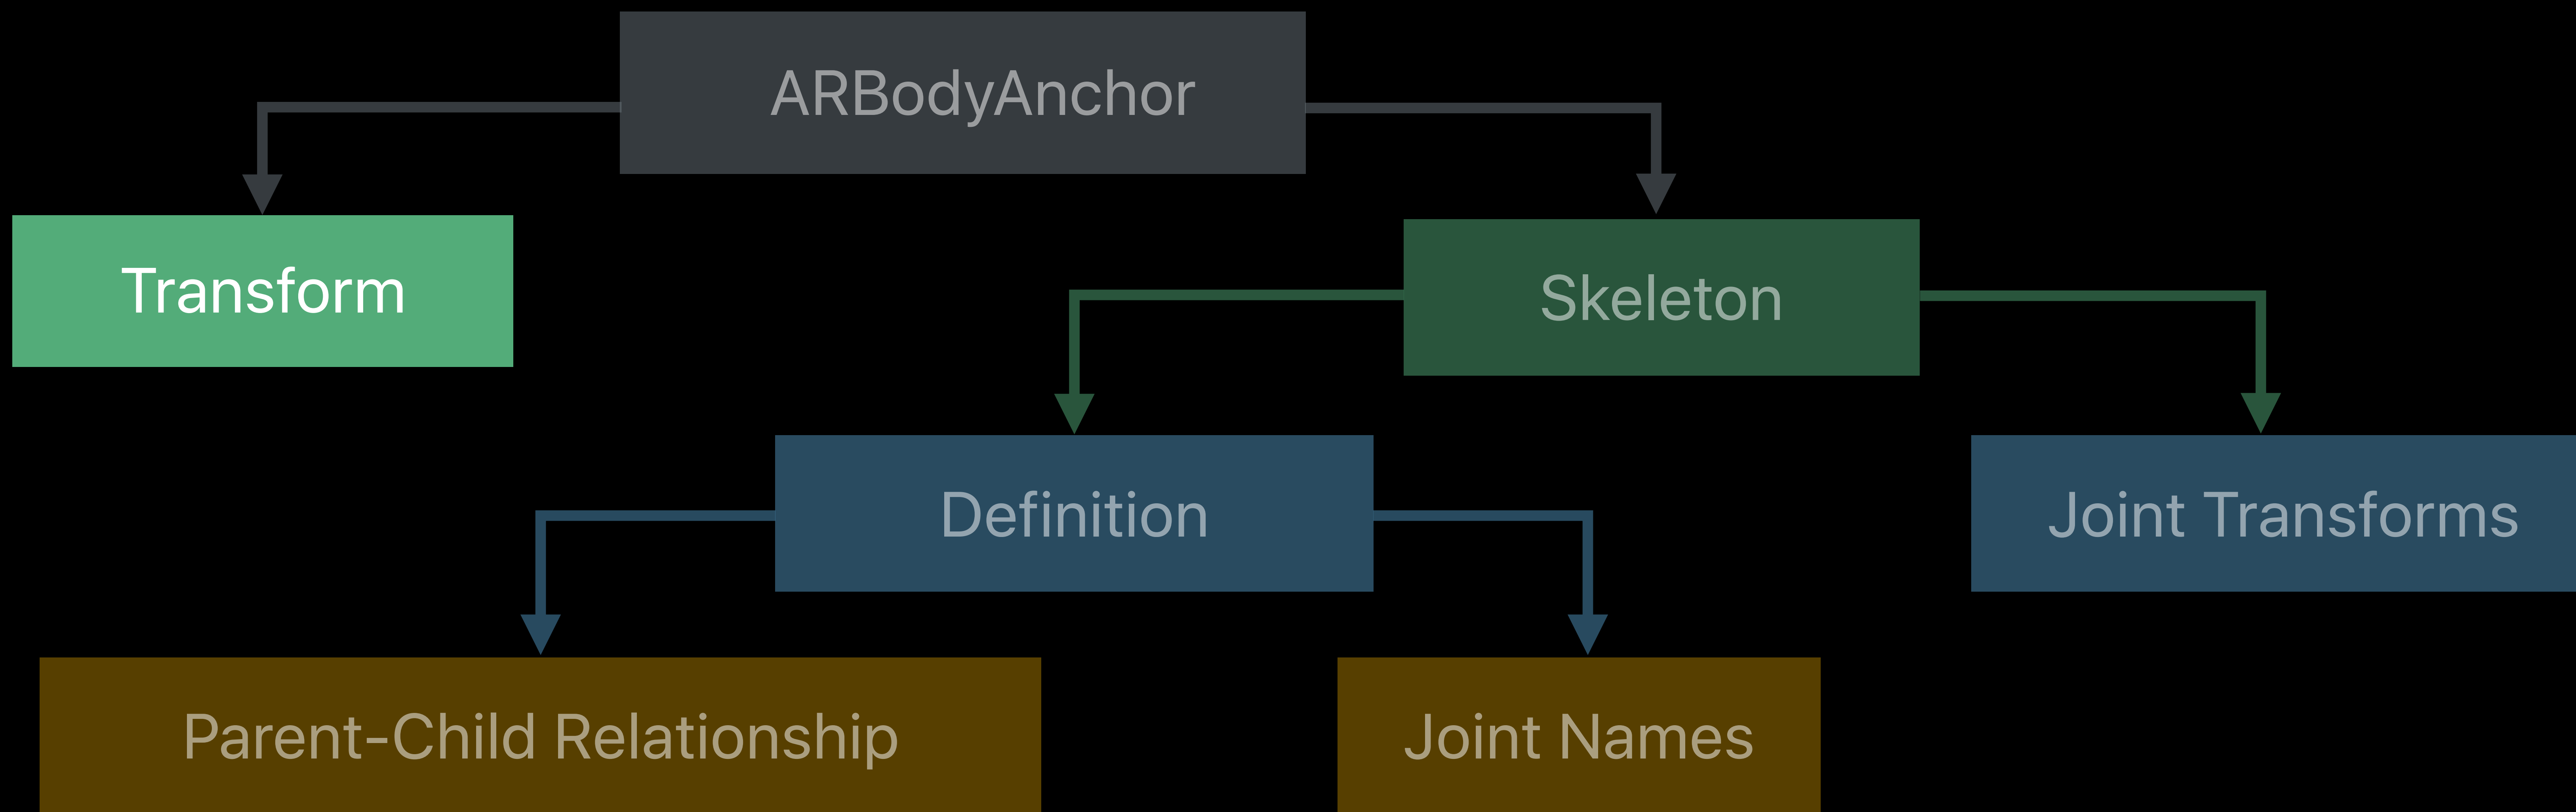 ARBodyAnchor
Transform
Skeleton
Definition
Joint Transforms
Parent-Child Relationship
Joint Names